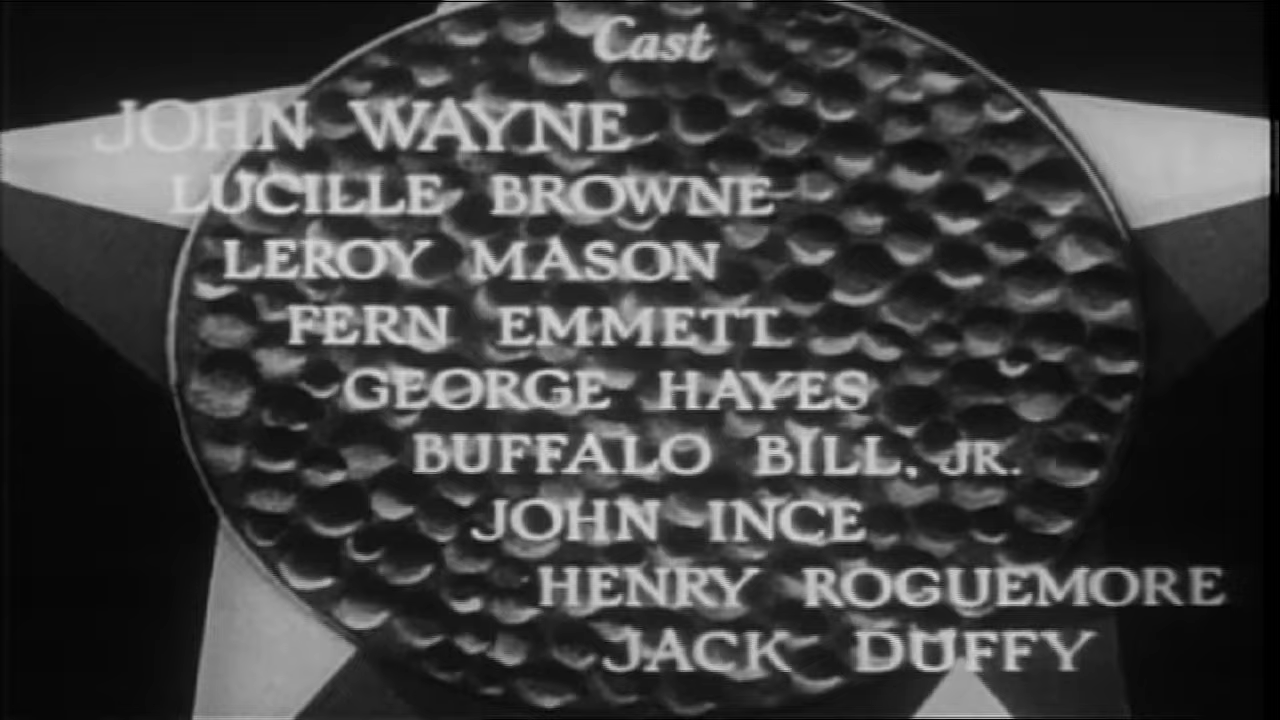 Cast
JOHN WAYNE
LUCILLE BROWNE
LEROY MASON
FERN EMMETT
GEORGE HAYES
BUFFALO BILL, JR.
JOHN INCE
HENRY ROGUEMORE
JACK DUFFY